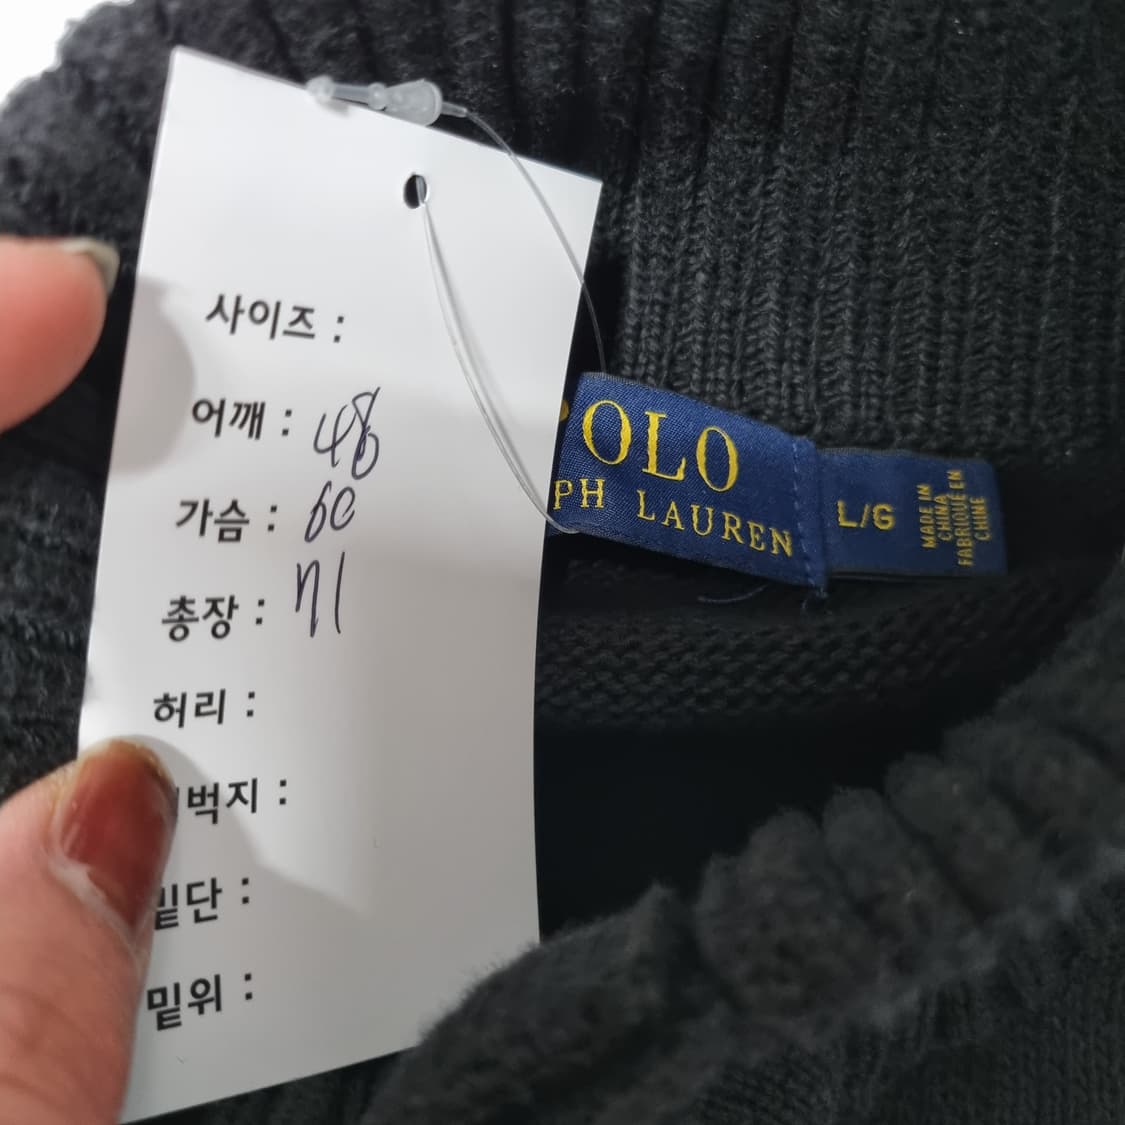 사이즈 :
어깨 : 48
가슴 : 60
총장 : 71
허리 :
벅지 :
밑단 :
밑위 :
POLO
PH LAUREN
L/G
MADE IN
CHINA
FABRIQUÉ EN
CHINE